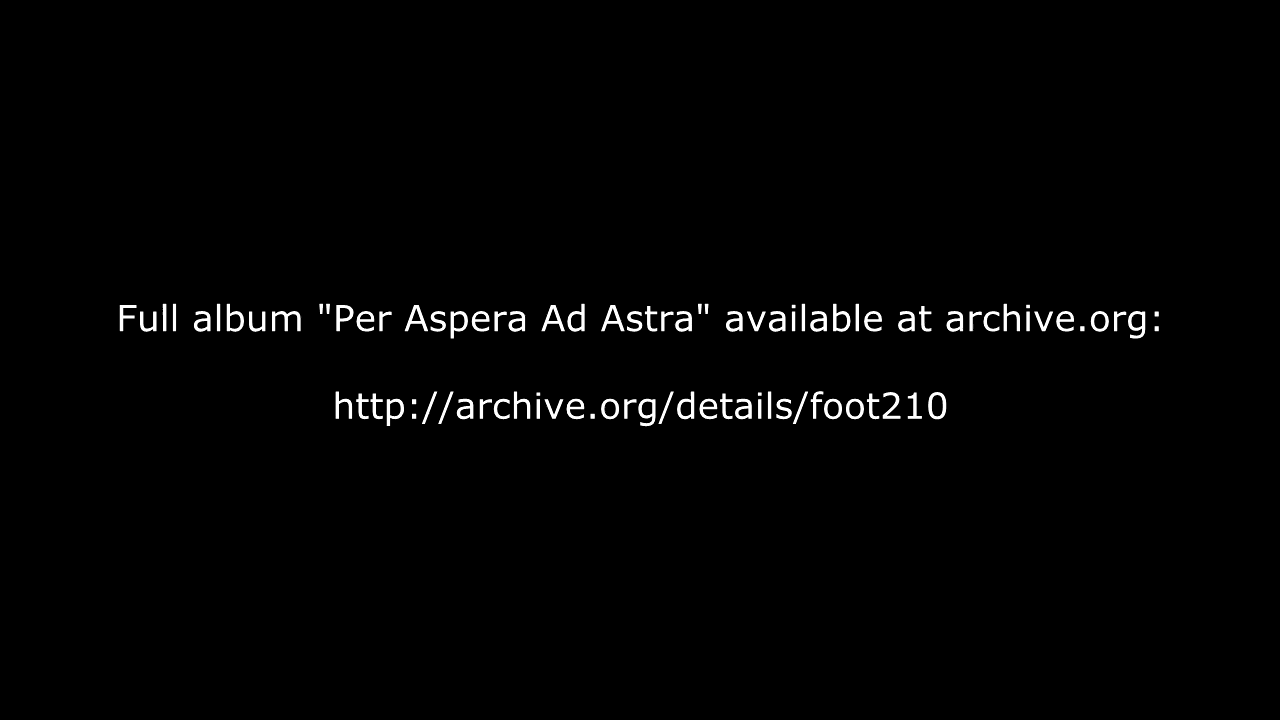 Full album "Per Aspera Ad Astra" available at archive.org:
http://archive.org/details/foot210